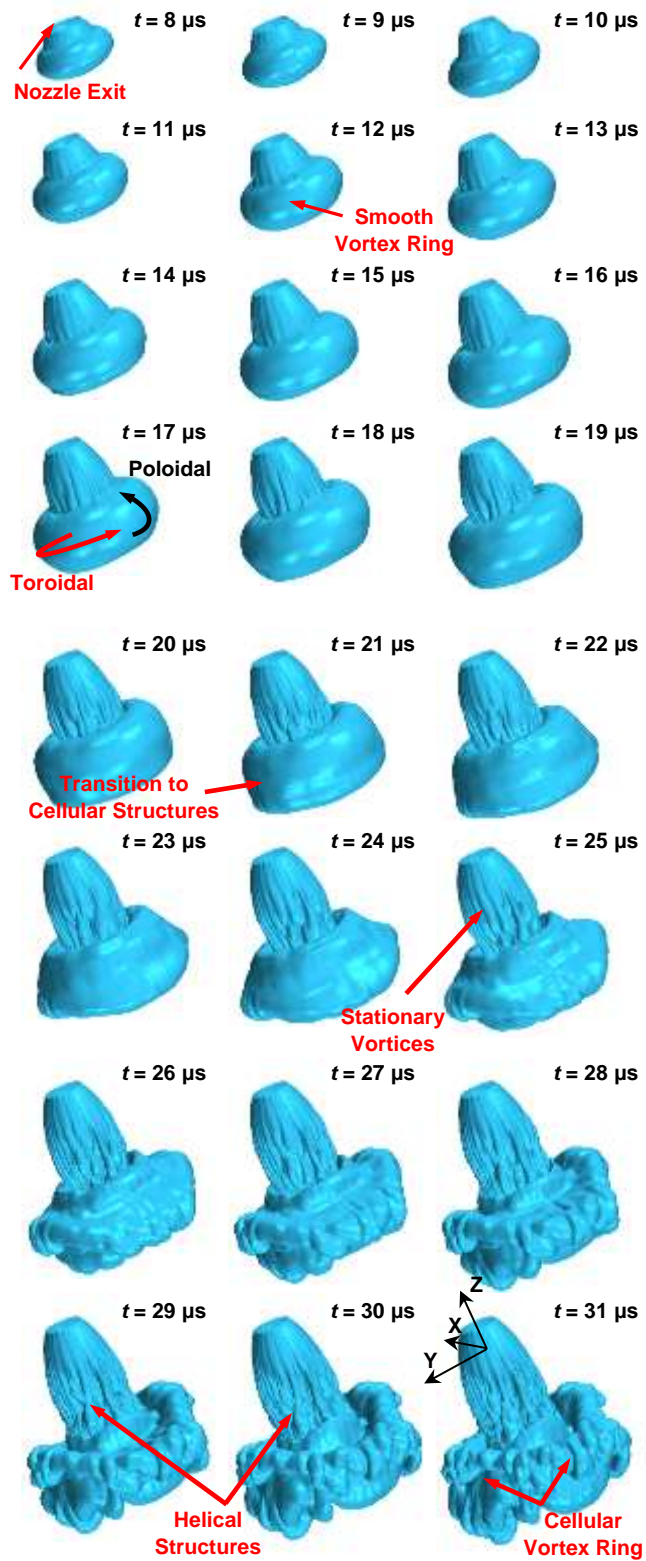 t = 8 µs
t = 9 µs
t = 10 µs
Nozzle Exit
t = 11 µs
t = 12 µs
t = 13 µs
Smooth
Vortex Ring
t = 14 µs
t = 15 µs
t = 16 µs
t = 17 µs
t = 18 µs
t = 19 µs
Poloidal
Toroidal
t = 20 µs
t = 21 µs
t = 22 µs
Transition to
Cellular Structures
t = 23 µs
t = 24 µs
t = 25 µs
Stationary
Vortices
t = 26 µs
t = 27 µs
t = 28 µs
Z
t = 29 µs
t = 30 µs
t = 31 µs
X
Y
Helical
Structures
Cellular
Vortex Ring